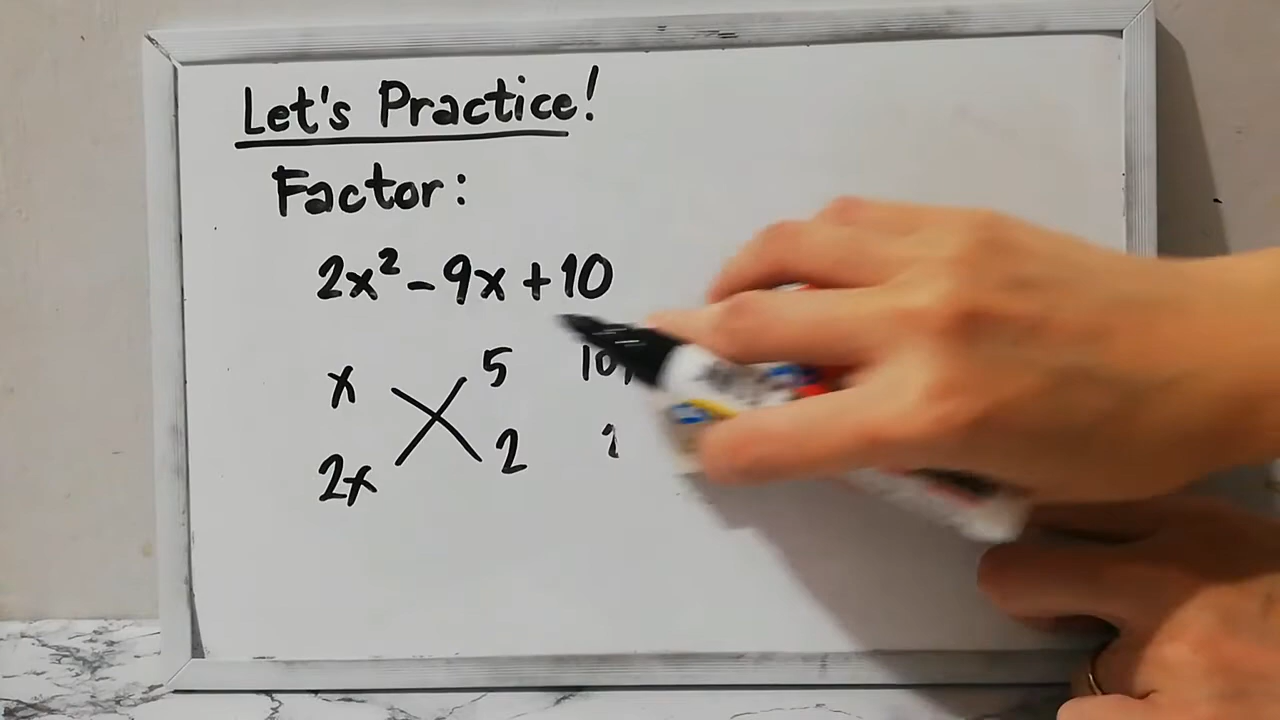 Let's Practice!
Factor:
2x² - 9x + 10
x 5 10
2x 2